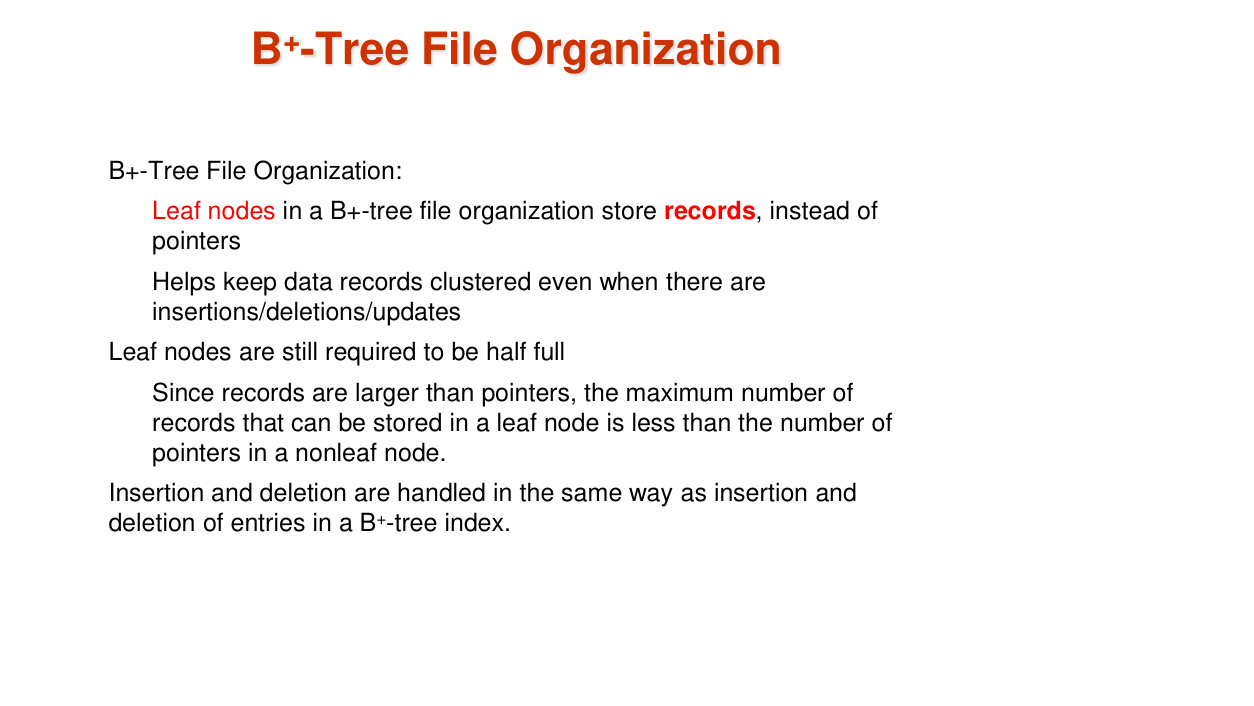 B+-Tree File Organization
B+-Tree File Organization:
Leaf nodes in a B+-tree file organization store records, instead of
pointers
Helps keep data records clustered even when there are
insertions/deletions/updates
Leaf nodes are still required to be half full
Since records are larger than pointers, the maximum number of
records that can be stored in a leaf node is less than the number of
pointers in a nonleaf node.
Insertion and deletion are handled in the same way as insertion and
deletion of entries in a B+-tree index.